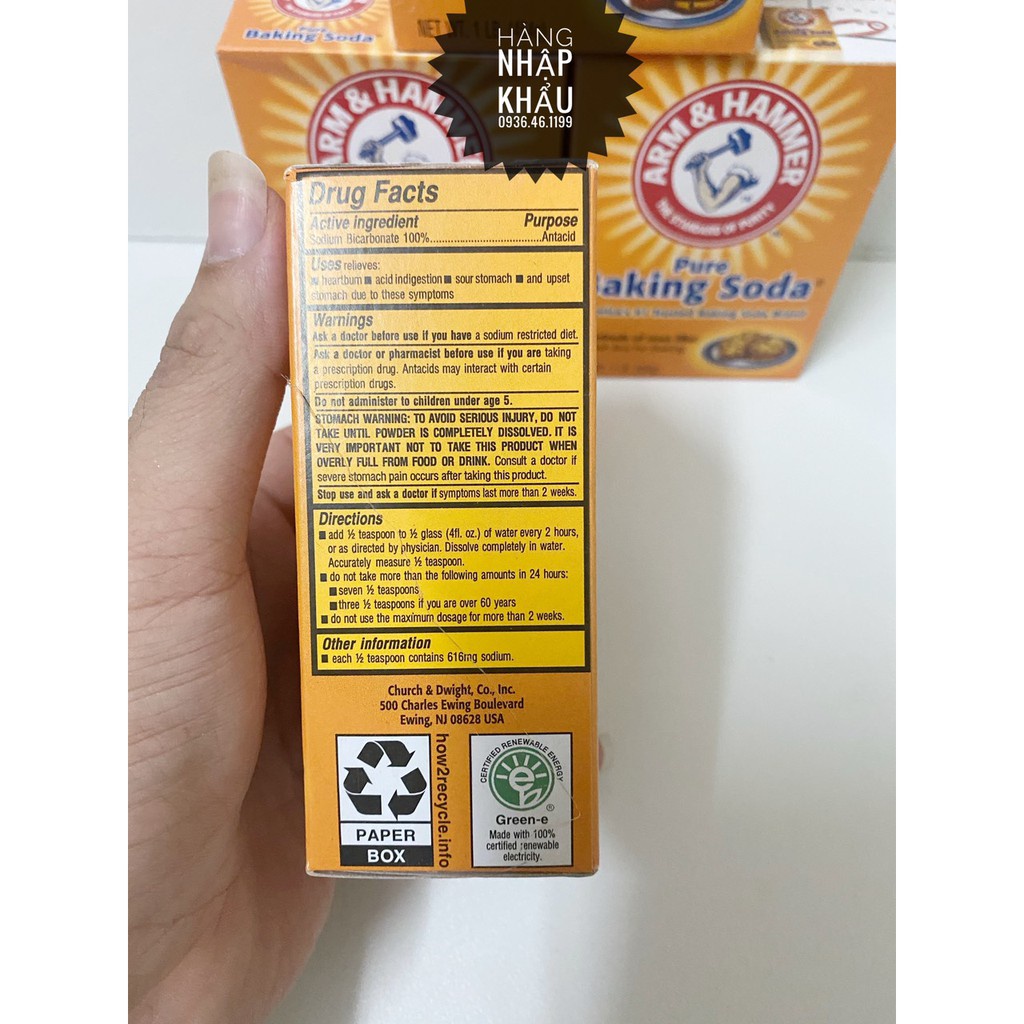 Pure
Baking Soda
NET WT. 1 LB
HÀNG
NHẬP
KHẨU
0936.46.1199
ARM & HAMMER
ARM & HAMMER
THE STANDARD OF PURITY
Pure
Baking Soda
Drug Facts
Active ingredient Purpose
Sodium Bicarbonate 100%..............................Antacid
Uses relieves:
■ heartburn ■ acid indigestion ■ sour stomach ■ and upset
stomach due to these symptoms
Warnings
Ask a doctor before use if you have a sodium restricted diet.
Ask a doctor or pharmacist before use if you are taking
a prescription drug. Antacids may interact with certain
prescription drugs.
Do not administer to children under age 5.
STOMACH WARNING: TO AVOID SERIOUS INJURY, DO NOT
TAKE UNTIL POWDER IS COMPLETELY DISSOLVED. IT IS
VERY IMPORTANT NOT TO TAKE THIS PRODUCT WHEN
OVERLY FULL FROM FOOD OR DRINK. Consult a doctor if
severe stomach pain occurs after taking this product.
Stop use and ask a doctor if symptoms last more than 2 weeks.
Directions
■ add ½ teaspoon to ½ glass (4fl. oz.) of water every 2 hours,
or as directed by physician. Dissolve completely in water.
Accurately measure ½ teaspoon.
■ do not take more than the following amounts in 24 hours:
■ seven ½ teaspoons
■ three ½ teaspoons if you are over 60 years
■ do not use the maximum dosage for more than 2 weeks.
Other information
■ each ½ teaspoon contains 616mg sodium.
Church & Dwight, Co., Inc.
500 Charles Ewing Boulevard
Ewing, NJ 08628 USA
PAPER
BOX
how2recycle.info
CERTIFIED RENEWABLE ENERGY
Green-e
Made with 100%
certified renewable
electricity.